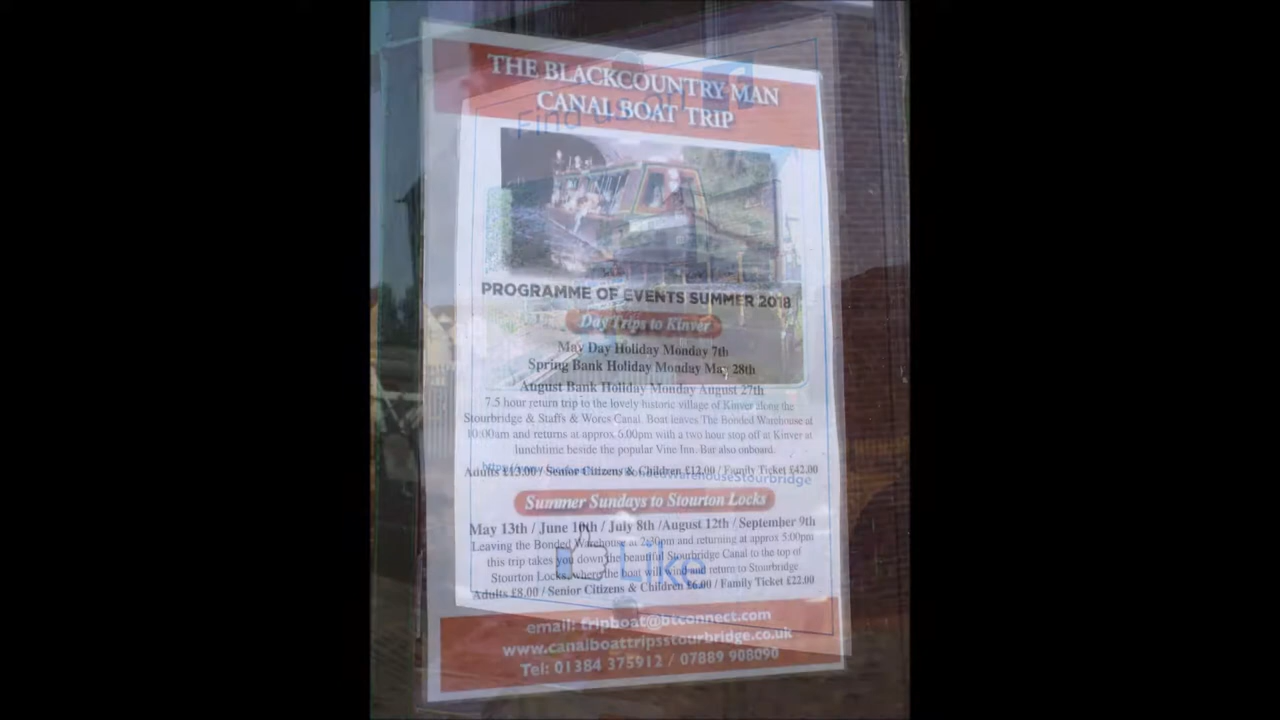 THE BLACKCOUNTRY MAN
CANAL BOAT TRIP
Find us on
PROGRAMME OF EVENTS SUMMER 2018
Day Trips to Kinver
May Day Holiday Monday 7th
Spring Bank Holiday Monday May 28th
August Bank Holiday Monday August 27th
7.5 hour return trip to the lovely historic village of Kinver along the
Stourbridge & Staffs & Worcs Canal. Boat leaves The Bonded Warehouse at
10:00am and returns at approx 6:00pm with a two hour stop off at Kinver at
lunchtime beside the popular Vine Inn. Bar also onboard.
Adults £13.00 / Senior Citizens & Children £12.00 / Family Ticket £42.00
WarehouseStourbridge
Summer Sundays to Stourton Locks
May 13th / June 10th / July 8th /August 12th / September 9th
Leaving the Bonded Warehouse at 2:30pm and returning at approx 5:00pm
this trip takes you down the beautiful Stourbridge Canal to the top of
Stourton Locks, where the boat will wind and return to Stourbridge.
Like
Adults £8.00 / Senior Citizens & Children £6.00 / Family Ticket £22.00
email: tripboat@btconnect.com
www.canalboattripsstourbridge.co.uk
Tel: 01384 375912 / 07889 908090